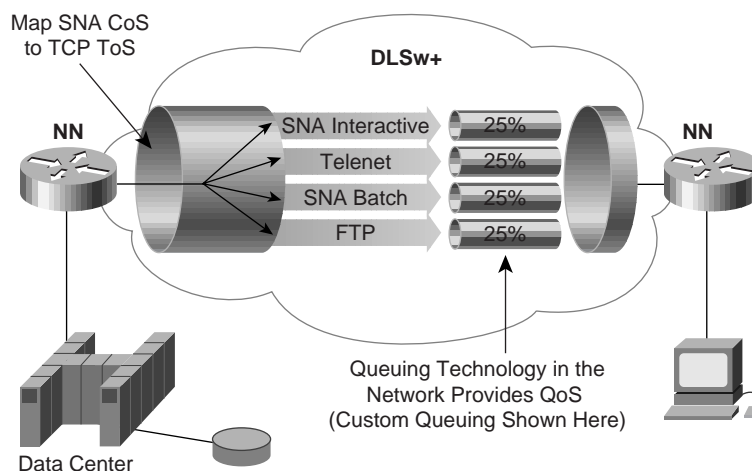 Map SNA CoS
to TCP ToS
DLSw+
NN
NN
SNA Interactive
25%
Telenet
25%
SNA Batch
25%
FTP
25%
Queuing Technology in the
Network Provides QoS
(Custom Queuing Shown Here)
Data Center